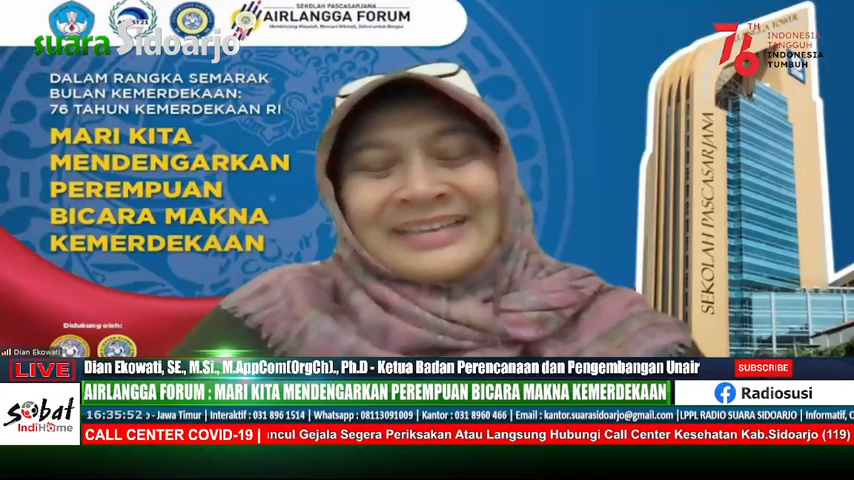 SEKOLAH PASCASARJANA
AIRLANGGA FORUM
suara Sidoarjo
76TH
INDONESIA
TANGGUH
INDONESIA
TUMBUH
DALAM RANGKA SEMARAK
BULAN KEMERDEKAAN:
76 TAHUN KEMERDEKAAN RI
MARI KITA
MENDENGARKAN
PEREMPUAN
BICARA MAKNA
KEMERDEKAAN
SEKOLAH PASCASARJANA
Didukung oleh:
Dian Ekowati
LIVE
Dian Ekowati, SE., M.Si., M.AppCom(OrgCh)., Ph.D - Ketua Badan Perencanaan dan Pengembangan Unair
SUBSCRIBE
AIRLANGGA FORUM : MARI KITA MENDENGARKAN PEREMPUAN BICARA MAKNA KEMERDEKAAN
Radiosusi
Sobat
IndiHome
16:35:52 o - Jawa Timur | Interaktif : 031 896 1514 | Whatsapp : 08113091009 | Kantor : 031 8960 466 | Email : kantor.suarasidoarjo@gmail.com |LPPL RADIO SUARA SIDOARJO | Informatif, C
CALL CENTER COVID-19 | uncul Gejala Segera Periksakan Atau Langsung Hubungi Call Center Kesehatan Kab.Sidoarjo (119)